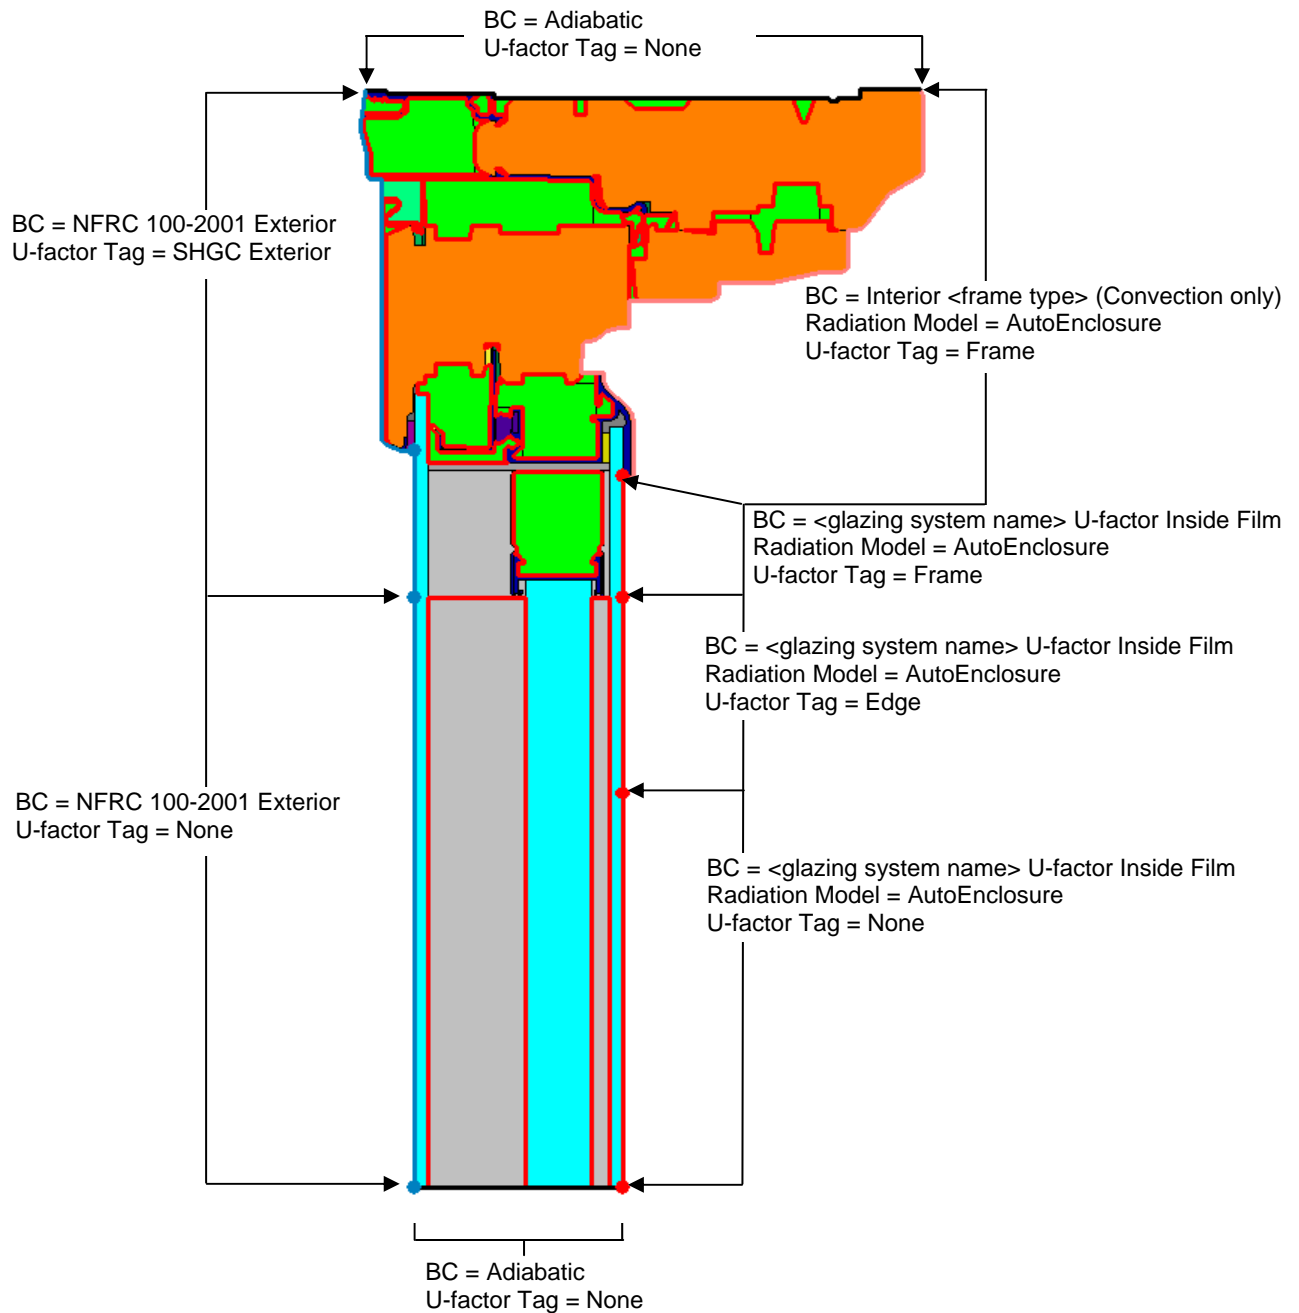 BC = Adiabatic
U-factor Tag = None
BC = NFRC 100-2001 Exterior
U-factor Tag = SHGC Exterior
BC = Interior <frame type> (Convection only)
Radiation Model = AutoEnclosure
U-factor Tag = Frame
BC = <glazing system name> U-factor Inside Film
Radiation Model = AutoEnclosure
U-factor Tag = Frame
BC = <glazing system name> U-factor Inside Film
Radiation Model = AutoEnclosure
U-factor Tag = Edge
BC = NFRC 100-2001 Exterior
U-factor Tag = None
BC = <glazing system name> U-factor Inside Film
Radiation Model = AutoEnclosure
U-factor Tag = None
BC = Adiabatic
U-factor Tag = None